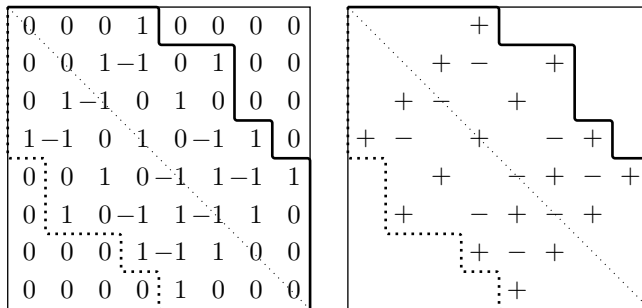 0 0 0 1 0 0 0 0 +
0 0 1 −1 0 1 0 0 + − +
0 1 −1 0 1 0 0 0 + − +
1 −1 0 1 0 −1 1 0 + − + − +
0 0 1 0 −1 1 −1 1 + − + − +
0 1 0 −1 1 −1 1 0 + − + − +
0 0 0 1 −1 1 0 0 + − +
0 0 0 0 1 0 0 0 +